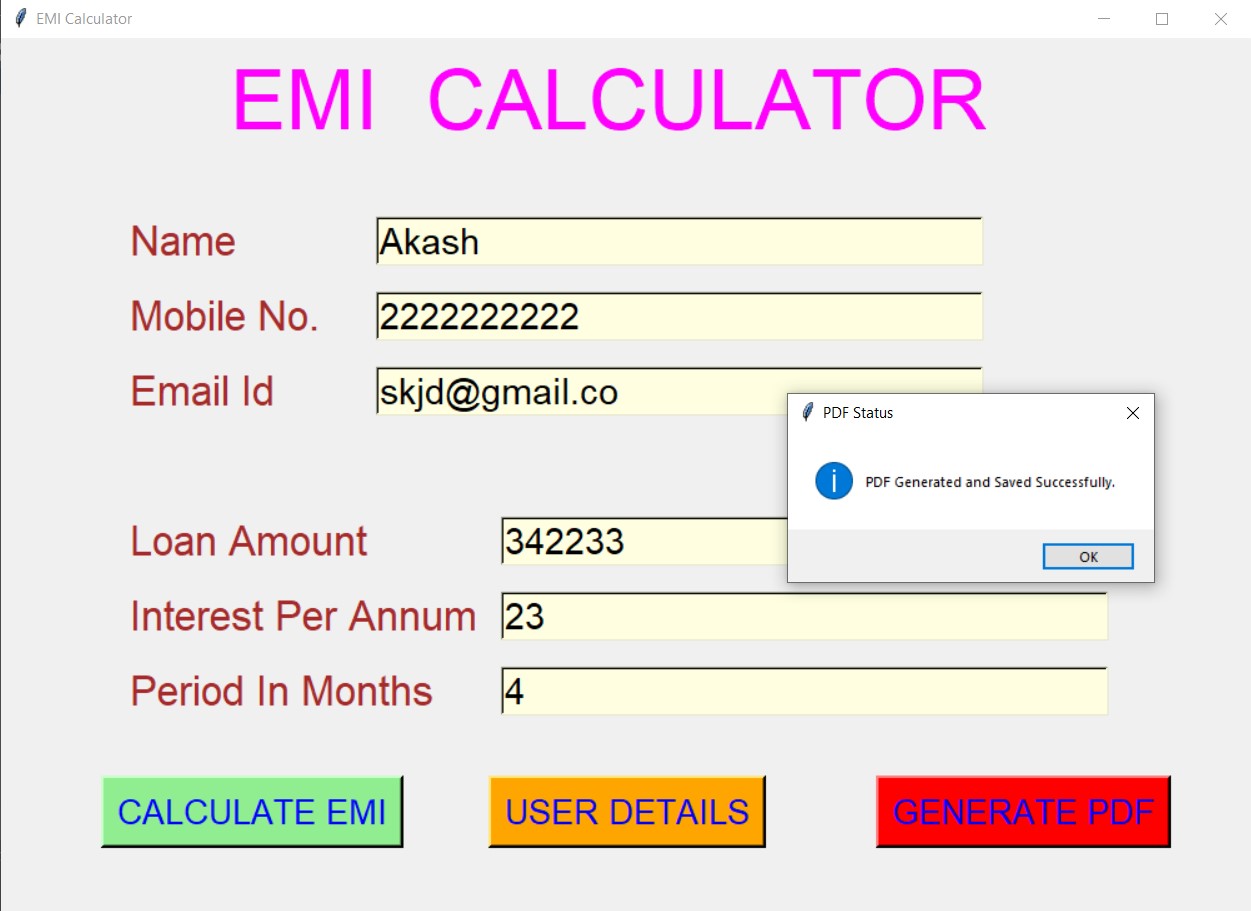 EMI Calculator
EMI CALCULATOR
Name Akash
Mobile No. 2222222222
Email Id skjd@gmail.co
PDF Status
PDF Generated and Saved Successfully.
Loan Amount 342233
OK
Interest Per Annum 23
Period In Months 4
CALCULATE EMI USER DETAILS GENERATE PDF